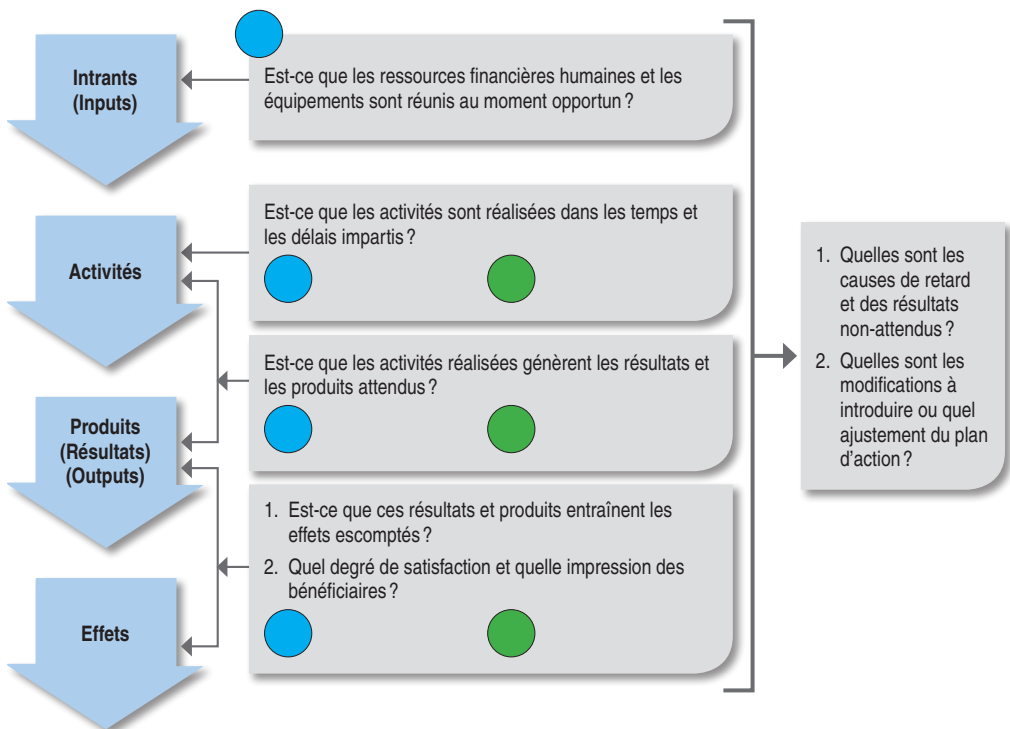 Intrants
(Inputs)
Est-ce que les ressources financières humaines et les
équipements sont réunis au moment opportun ?
Activités
Est-ce que les activités sont réalisées dans les temps et
les délais impartis ?
Est-ce que les activités réalisées génèrent les résultats et
les produits attendus ?
Produits
(Résultats)
(Outputs)
1. Est-ce que ces résultats et produits entraînent les
effets escomptés ?
2. Quel degré de satisfaction et quelle impression des
bénéficiaires ?
Effets
1. Quelles sont les
causes de retard
et des résultats
non-attendus ?
2. Quelles sont les
modifications à
introduire ou quel
ajustement du plan
d’action ?